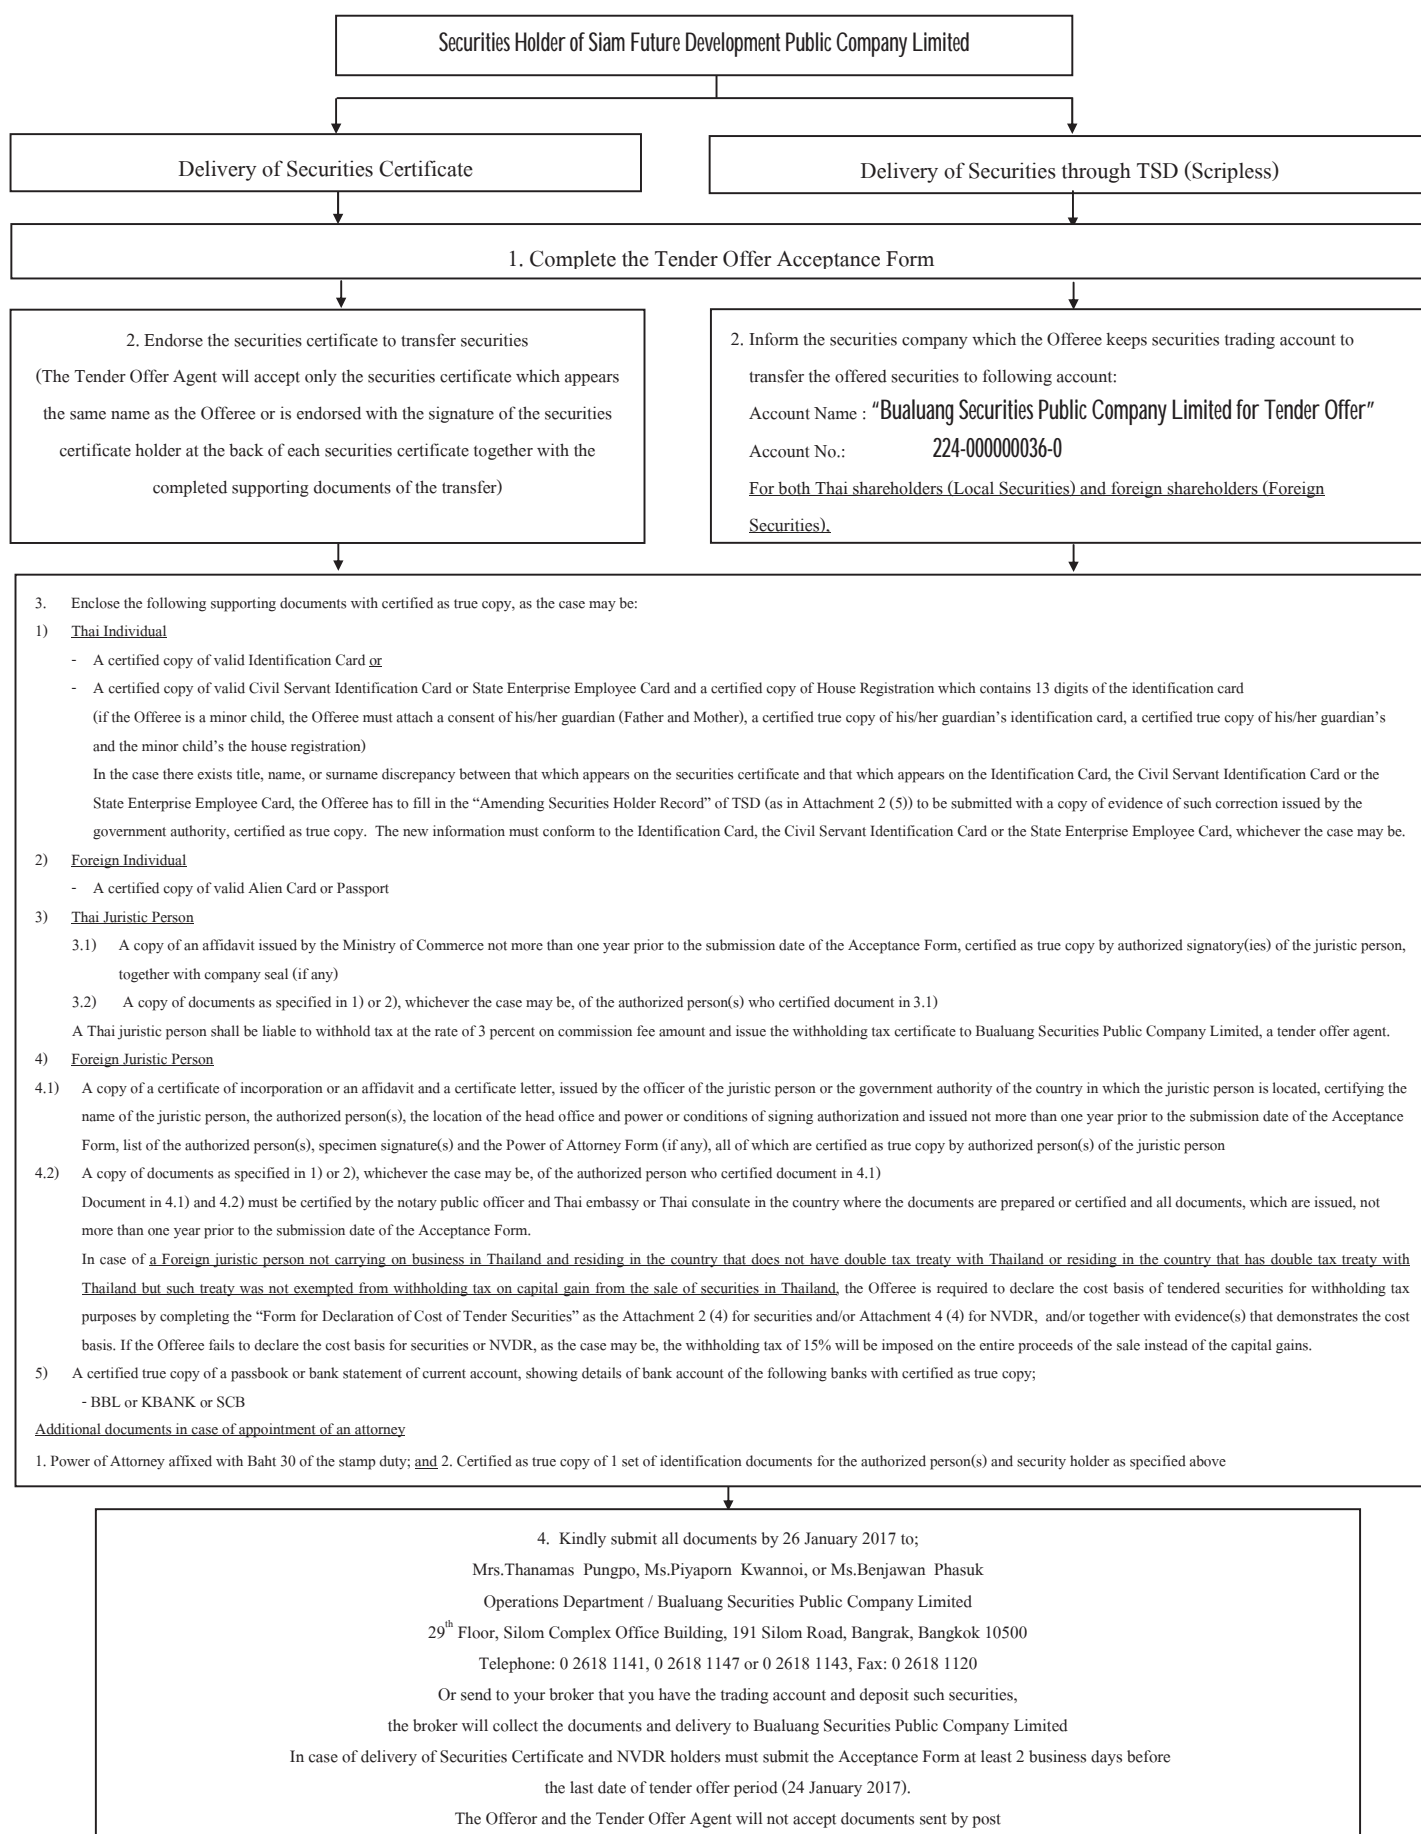 Securities Holder of Siam Future Development Public Company Limited
Delivery of Securities Certificate
Delivery of Securities through TSD (Scripless)
1. Complete the Tender Offer Acceptance Form
2. Endorse the securities certificate to transfer securities
(The Tender Offer Agent will accept only the securities certificate which appears
the same name as the Offeree or is endorsed with the signature of the securities
certificate holder at the back of each securities certificate together with the
completed supporting documents of the transfer)
2. Inform the securities company which the Offeree keeps securities trading account to
transfer the offered securities to following account:
Account Name : “Bualuang Securities Public Company Limited for Tender Offer”
Account No.: 224-000000036-0
For both Thai shareholders (Local Securities) and foreign shareholders (Foreign
Securities).
3. Enclose the following supporting documents with certified as true copy, as the case may be:
1) Thai Individual
- A certified copy of valid Identification Card or
- A certified copy of valid Civil Servant Identification Card or State Enterprise Employee Card and a certified copy of House Registration which contains 13 digits of the identification card
(if the Offeree is a minor child, the Offeree must attach a consent of his/her guardian (Father and Mother), a certified true copy of his/her guardian’s identification card, a certified true copy of his/her guardian’s
and the minor child’s the house registration)
In the case there exists title, name, or surname discrepancy between that which appears on the securities certificate and that which appears on the Identification Card, the Civil Servant Identification Card or the
State Enterprise Employee Card, the Offeree has to fill in the “Amending Securities Holder Record” of TSD (as in Attachment 2 (5)) to be submitted with a copy of evidence of such correction issued by the
government authority, certified as true copy. The new information must conform to the Identification Card, the Civil Servant Identification Card or the State Enterprise Employee Card, whichever the case may be.
2) Foreign Individual
- A certified copy of valid Alien Card or Passport
3) Thai Juristic Person
3.1) A copy of an affidavit issued by the Ministry of Commerce not more than one year prior to the submission date of the Acceptance Form, certified as true copy by authorized signatory(ies) of the juristic person,
together with company seal (if any)
3.2) A copy of documents as specified in 1) or 2), whichever the case may be, of the authorized person(s) who certified document in 3.1)
A Thai juristic person shall be liable to withhold tax at the rate of 3 percent on commission fee amount and issue the withholding tax certificate to Bualuang Securities Public Company Limited, a tender offer agent.
4) Foreign Juristic Person
4.1) A copy of a certificate of incorporation or an affidavit and a certificate letter, issued by the officer of the juristic person or the government authority of the country in which the juristic person is located, certifying the
name of the juristic person, the authorized person(s), the location of the head office and power or conditions of signing authorization and issued not more than one year prior to the submission date of the Acceptance
Form, list of the authorized person(s), specimen signature(s) and the Power of Attorney Form (if any), all of which are certified as true copy by authorized person(s) of the juristic person
4.2) A copy of documents as specified in 1) or 2), whichever the case may be, of the authorized person who certified document in 4.1)
Document in 4.1) and 4.2) must be certified by the notary public officer and Thai embassy or Thai consulate in the country where the documents are prepared or certified and all documents, which are issued, not
more than one year prior to the submission date of the Acceptance Form.
In case of a Foreign juristic person not carrying on business in Thailand and residing in the country that does not have double tax treaty with Thailand or residing in the country that has double tax treaty with
Thailand but such treaty was not exempted from withholding tax on capital gain from the sale of securities in Thailand, the Offeree is required to declare the cost basis of tendered securities for withholding tax
purposes by completing the “Form for Declaration of Cost of Tender Securities” as the Attachment 2 (4) for securities and/or Attachment 4 (4) for NVDR, and/or together with evidence(s) that demonstrates the cost
basis. If the Offeree fails to declare the cost basis for securities or NVDR, as the case may be, the withholding tax of 15% will be imposed on the entire proceeds of the sale instead of the capital gains.
5) A certified true copy of a passbook or bank statement of current account, showing details of bank account of the following banks with certified as true copy;
- BBL or KBANK or SCB
Additional documents in case of appointment of an attorney
1. Power of Attorney affixed with Baht 30 of the stamp duty; and 2. Certified as true copy of 1 set of identification documents for the authorized person(s) and security holder as specified above
4. Kindly submit all documents by 26 January 2017 to;
Mrs.Thanamas Pungpo, Ms.Piyaporn Kwannoi, or Ms.Benjawan Phasuk
Operations Department / Bualuang Securities Public Company Limited
29th Floor, Silom Complex Office Building, 191 Silom Road, Bangrak, Bangkok 10500
Telephone: 0 2618 1141, 0 2618 1147 or 0 2618 1143, Fax: 0 2618 1120
Or send to your broker that you have the trading account and deposit such securities,
the broker will collect the documents and delivery to Bualuang Securities Public Company Limited
In case of delivery of Securities Certificate and NVDR holders must submit the Acceptance Form at least 2 business days before
the last date of tender offer period (24 January 2017).
The Offeror and the Tender Offer Agent will not accept documents sent by post